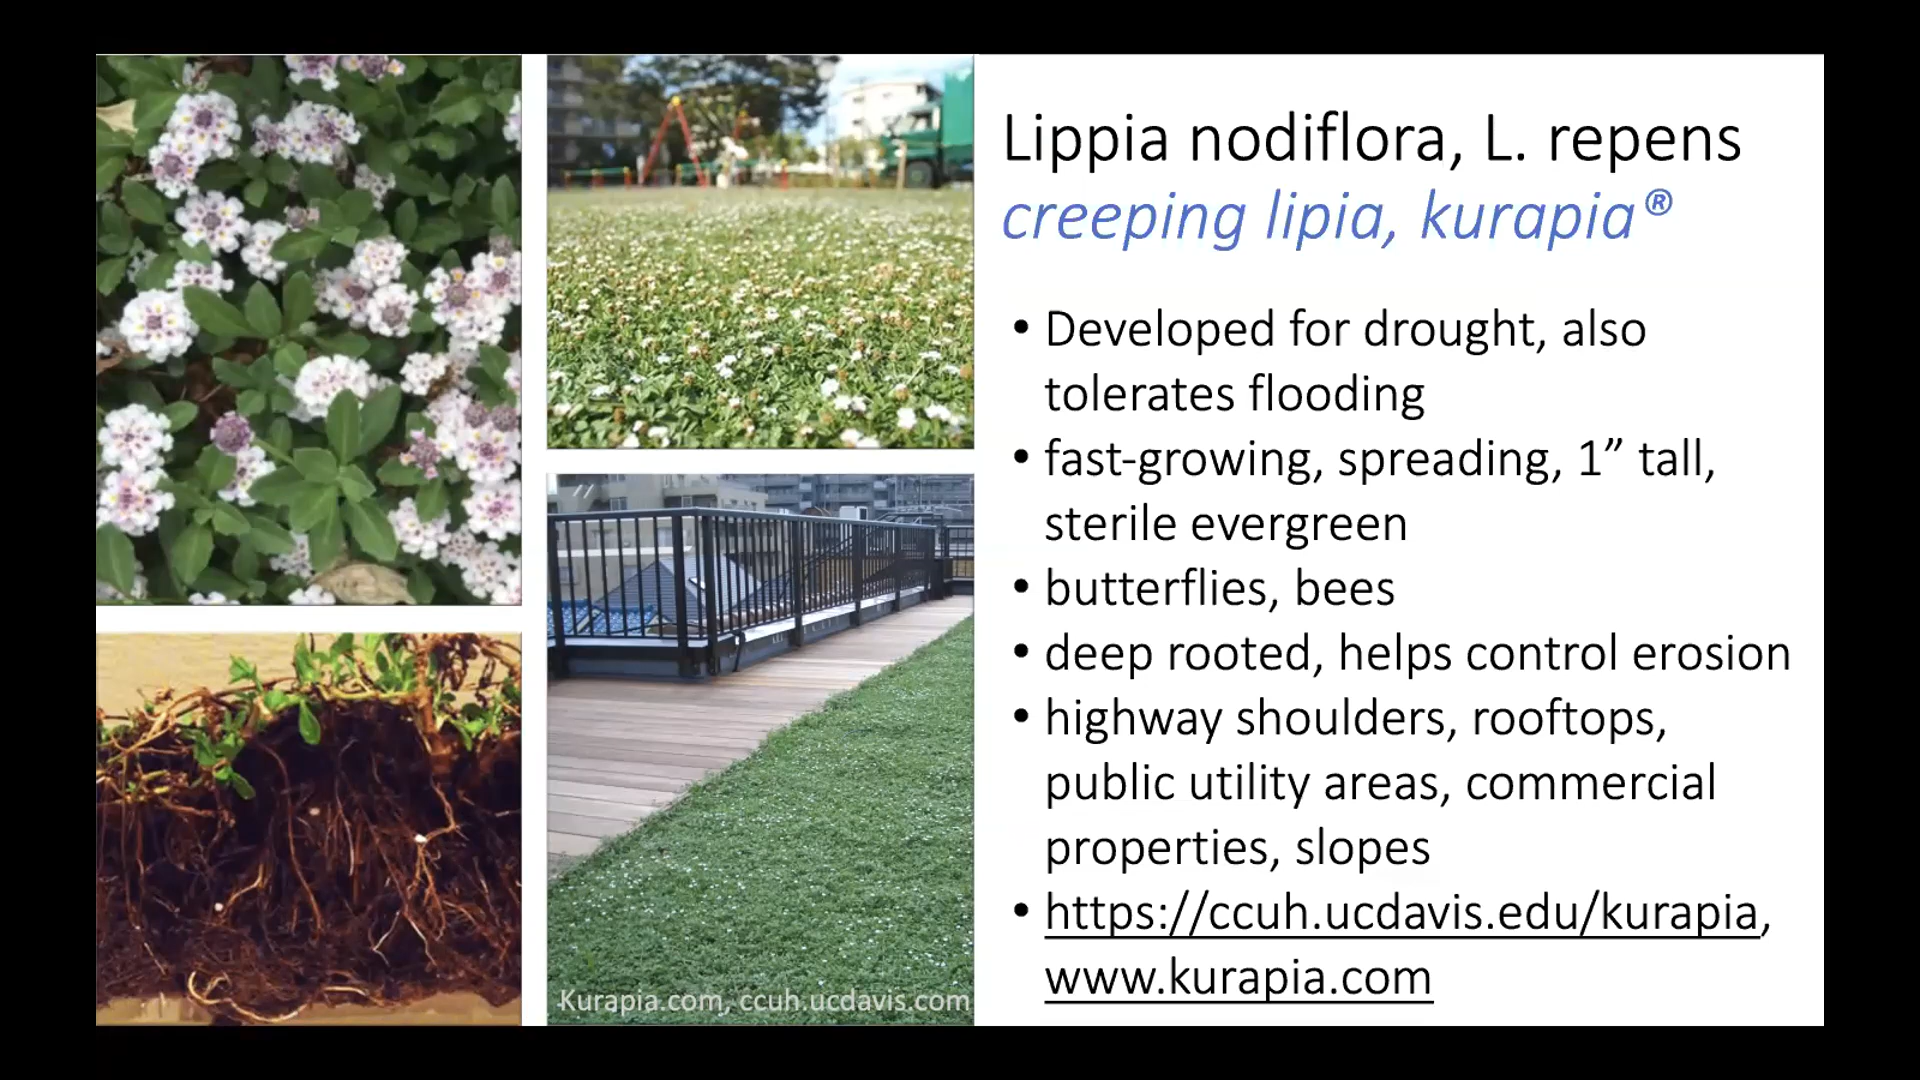 Lippia nodiflora, L. repens
creeping lipia, kurapia®
• Developed for drought, also
tolerates flooding
• fast-growing, spreading, 1” tall,
sterile evergreen
• butterflies, bees
• deep rooted, helps control erosion
• highway shoulders, rooftops,
public utility areas, commercial
properties, slopes
• https://ccuh.ucdavis.edu/kurapia,
www.kurapia.com
Kurapia.com, ccuh.ucdavis.com